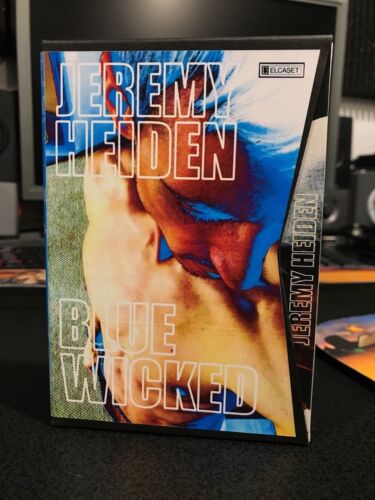 JEREMY
HEIDEN
ELCASET
BLUE
WICKED
JEREMY HEIDEN